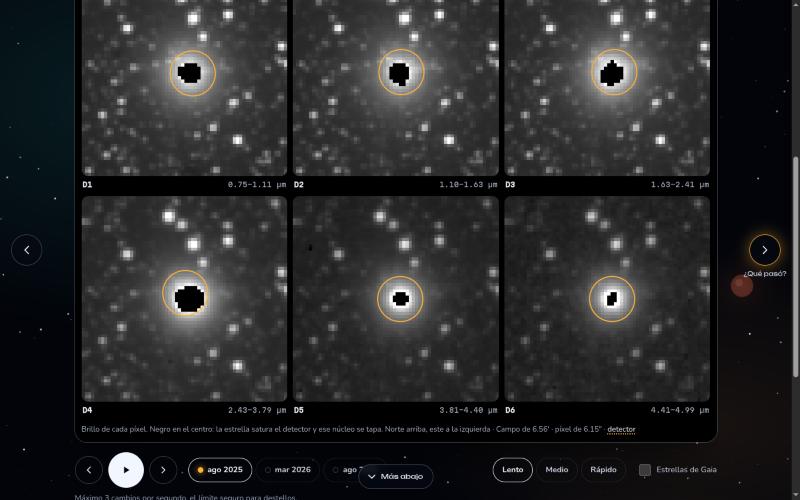 D1 0.75-1.11 µm
D2 1.10-1.63 µm
D3 1.63-2.41 µm
¿Qué pasó?
D4 2.43-3.79 µm
D5 3.81-4.40 µm
D6 4.41-4.99 µm
Brillo de cada píxel. Negro en el centro: la estrella satura el detector y ese núcleo se tapa. Norte arriba, este a la izquierda · Campo de 6.56' · píxel de 6.15" · detector
ago 2025
mar 2026
ago
Más abajo
Lento
Medio
Rápido
Estrellas de Gaia
Máximo 3 cambios por segundo, el límite seguro para destellos.